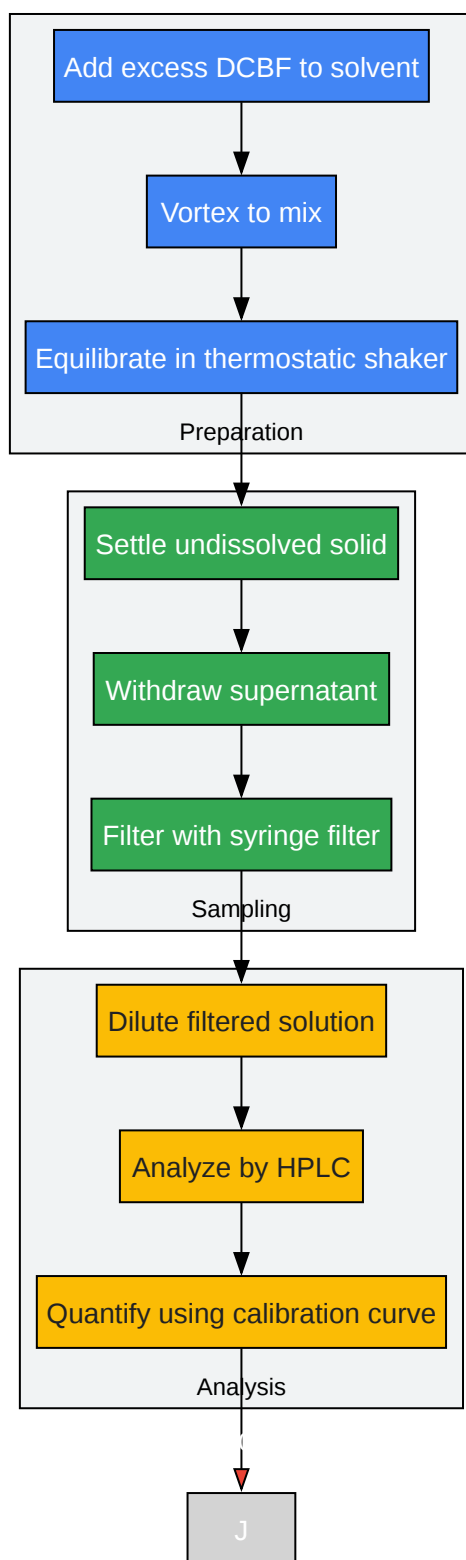 Add excess DCBF to solvent
Vortex to mix
Equilibrate in thermostatic shaker
Preparation
Settle undissolved solid
Withdraw supernatant
Filter with syringe filter
Sampling
Dilute filtered solution
Analyze by HPLC
Quantify using calibration curve
Analysis
J